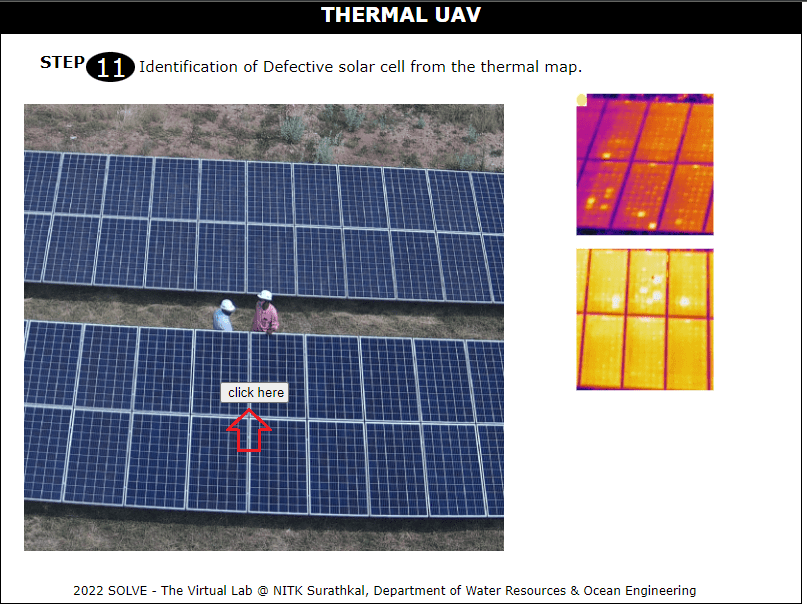 THERMAL UAV
STEP 11 Identification of Defective solar cell from the thermal map.
click here
2022 SOLVE - The Virtual Lab @ NITK Surathkal, Department of Water Resources & Ocean Engineering